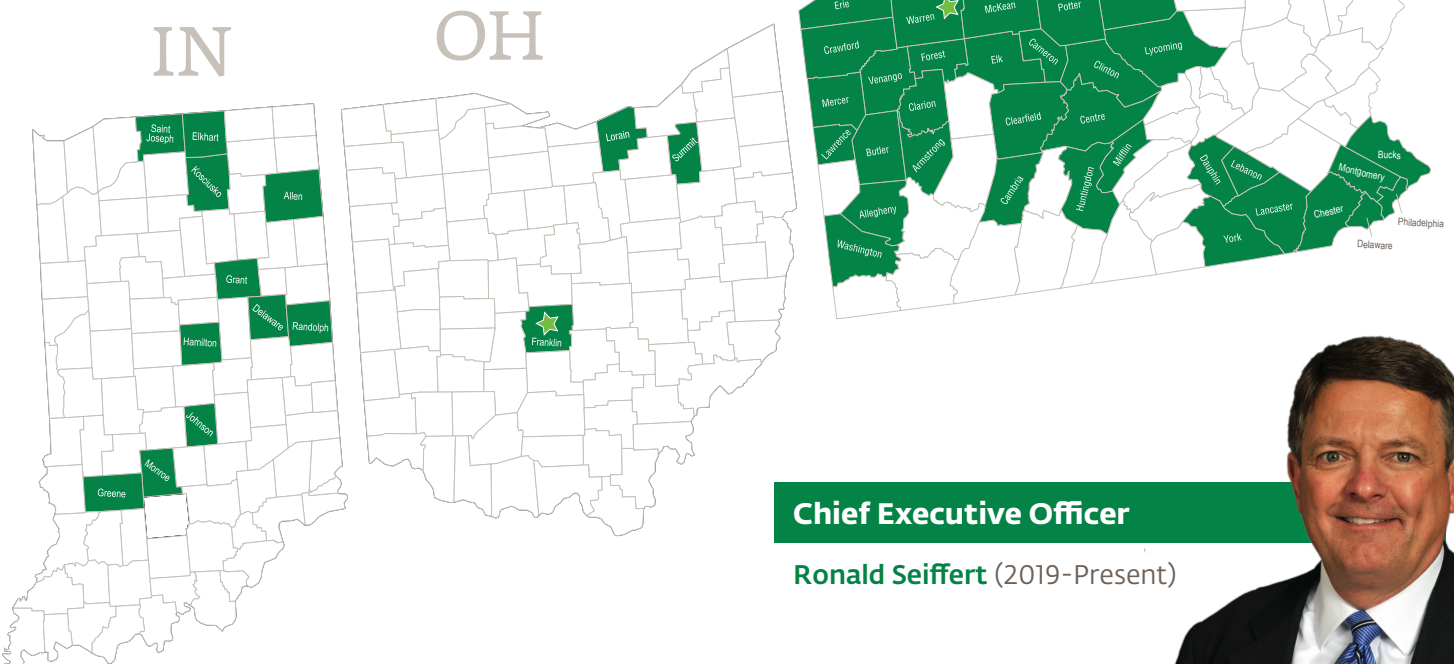 IN
OH
Saint
Joseph
Elkhart
Kosciusko
Allen
Grant
Delaware
Randolph
Hamilton
Johnson
Monroe
Greene
Lorain
Summit
Franklin
Erie
Warren
McKean
Potter
Crawford
Forest
Elk
Cameron
Lycoming
Venango
Clinton
Mercer
Clarion
Clearfield
Centre
Lawrence
Butler
Armstrong
Mifflin
Cambria
Huntingdon
Allegheny
Washington
Dauphin
Lebanon
Lancaster
York
Chester
Montgomery
Bucks
Philadelphia
Delaware
Chief Executive Officer
Ronald Seiffert (2019-Present)